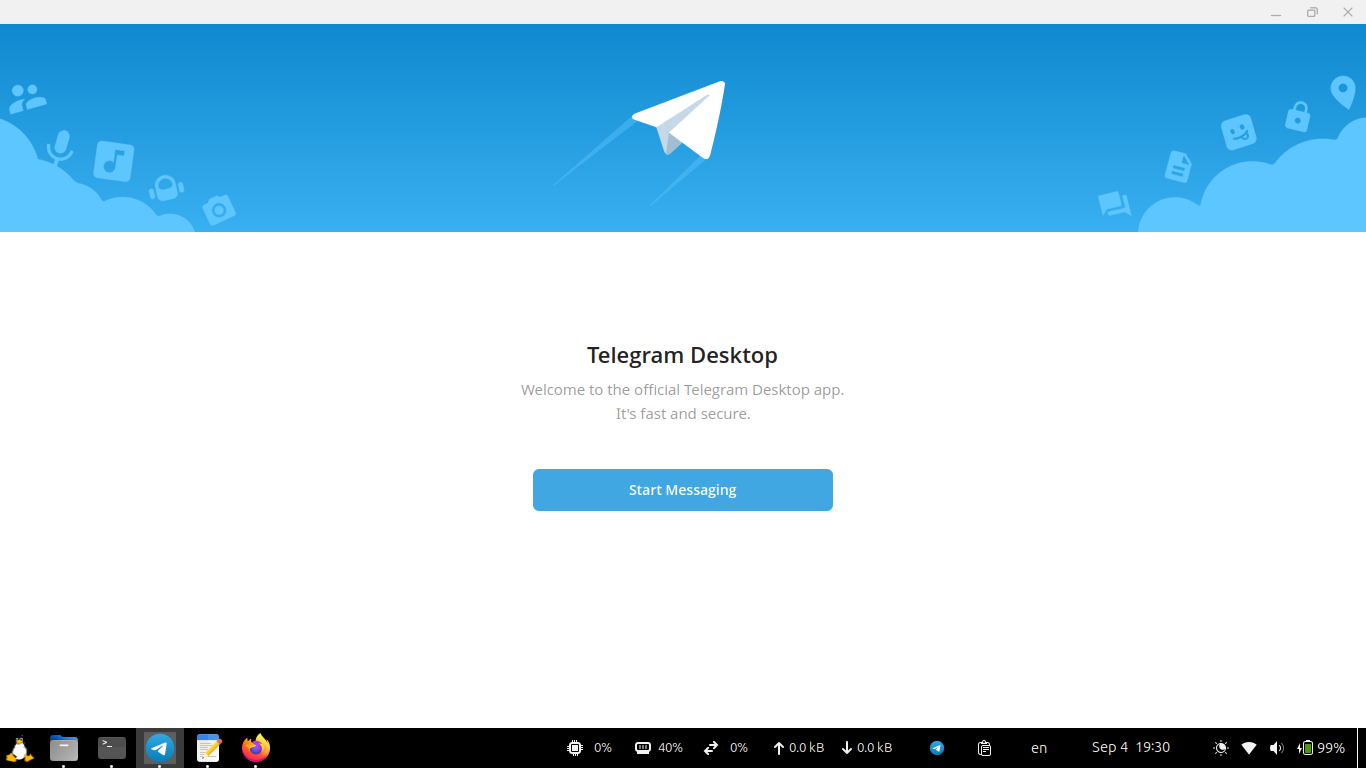 Telegram Desktop
Welcome to the official Telegram Desktop app.
It's fast and secure.
Start Messaging
>_
0%
40%
0%
0.0 kB
0.0 kB
en
Sep 4 19:30
99%